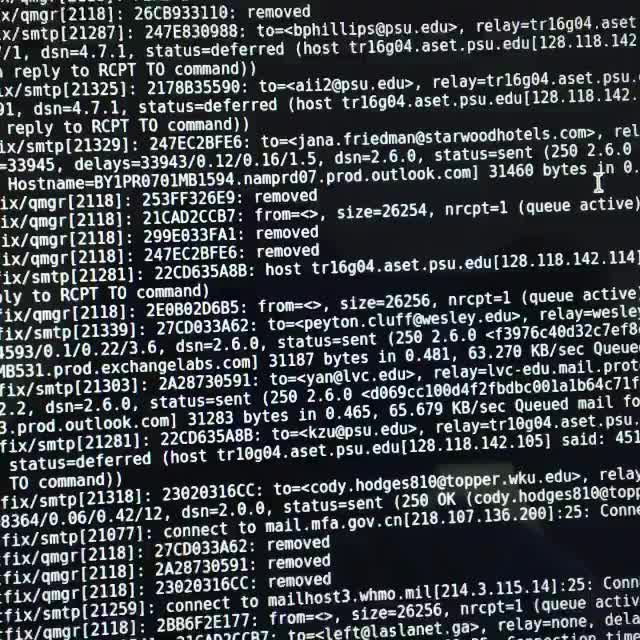 x/qmgr[2118]: 26CB933110: removed
x/smtp[21287]: 247E830988: to=<bphillips@psu.edu>, relay=tr16g04.aset
/1, dsn=4.7.1, status=deferred (host tr16g04.aset.psu.edu[128.118.142
n reply to RCPT TO command))
ix/smtp[21325]: 2178B35590: to=<aii2@psu.edu>, relay=tr16g04.aset.psu.
91, dsn=4.7.1, status=deferred (host tr16g04.aset.psu.edu[128.118.142.
reply to RCPT TO command))
ix/smtp[21329]: 247EC2BFE6: to=<jana.friedman@starwoodhotels.com>, rel
=33945, delays=33943/0.12/0.16/1.5, dsn=2.6.0, status=sent (250 2.6.0
Hostname=BY1PR0701MB1594.namprd07.prod.outlook.com] 31460 bytes in 0.
ix/qmgr[2118]: 253FF326E9: removed
ix/qmgr[2118]: 21CAD2CCB7: from=<>, size=26254, nrcpt=1 (queue active)
ix/qmgr[2118]: 299E033FA1: removed
ix/qmgr[2118]: 247EC2BFE6: removed
fix/smtp[21281]: 22CD635A8B: host tr16g04.aset.psu.edu[128.118.142.114]
ply to RCPT TO command)
fix/qmgr[2118]: 2E0B02D6B5: from=<>, size=26256, nrcpt=1 (queue active
fix/smtp[21339]: 27CD033A62: to=<peyton.cluff@wesley.edu>, relay=wesley
4593/0.1/0.22/3.6, dsn=2.6.0, status=sent (250 2.6.0 <f3976c40d32c7ef8
MB531.prod.exchangelabs.com] 31187 bytes in 0.481, 63.270 KB/sec Queue
fix/smtp[21303]: 2A28730591: to=<yan@lvc.edu>, relay=lvc-edu.mail.prot
2.2, dsn=2.6.0, status=sent (250 2.6.0 <d069cc100d4f2fbdbc001a1b64c71f
3.prod.outlook.com] 31283 bytes in 0.465, 65.679 KB/sec Queued mail fo
fix/smtp[21281]: 22CD635A8B: to=<kzu@psu.edu>, relay=tr10g04.aset.psu.
status=deferred (host tr10g04.aset.psu.edu[128.118.142.105] said: 451
TO command))
fix/smtp[21318]: 23020316CC: to=<cody.hodges810@topper.wku.edu>, relay
8364/0.06/0.42/12, dsn=2.0.0, status=sent (250 OK (cody.hodges810@topp
fix/smtp[21077]: connect to mail.mfa.gov.cn[218.107.136.200]:25: Conne
fix/qmgr[2118]: 27CD033A62: removed
fix/qmgr[2118]: 2A28730591: removed
fix/qmgr[2118]: 23020316CC: removed
fix/smtp[21259]: connect to mailhost3.whmo.mil[214.3.115.14]:25: Conn
fix/qmgr[2118]: 2BB6F2E177: from=<>, size=26256, nrcpt=1 (queue active
21CAD2CCB7: to=<left@laslanet.ga>, relay=none, dela